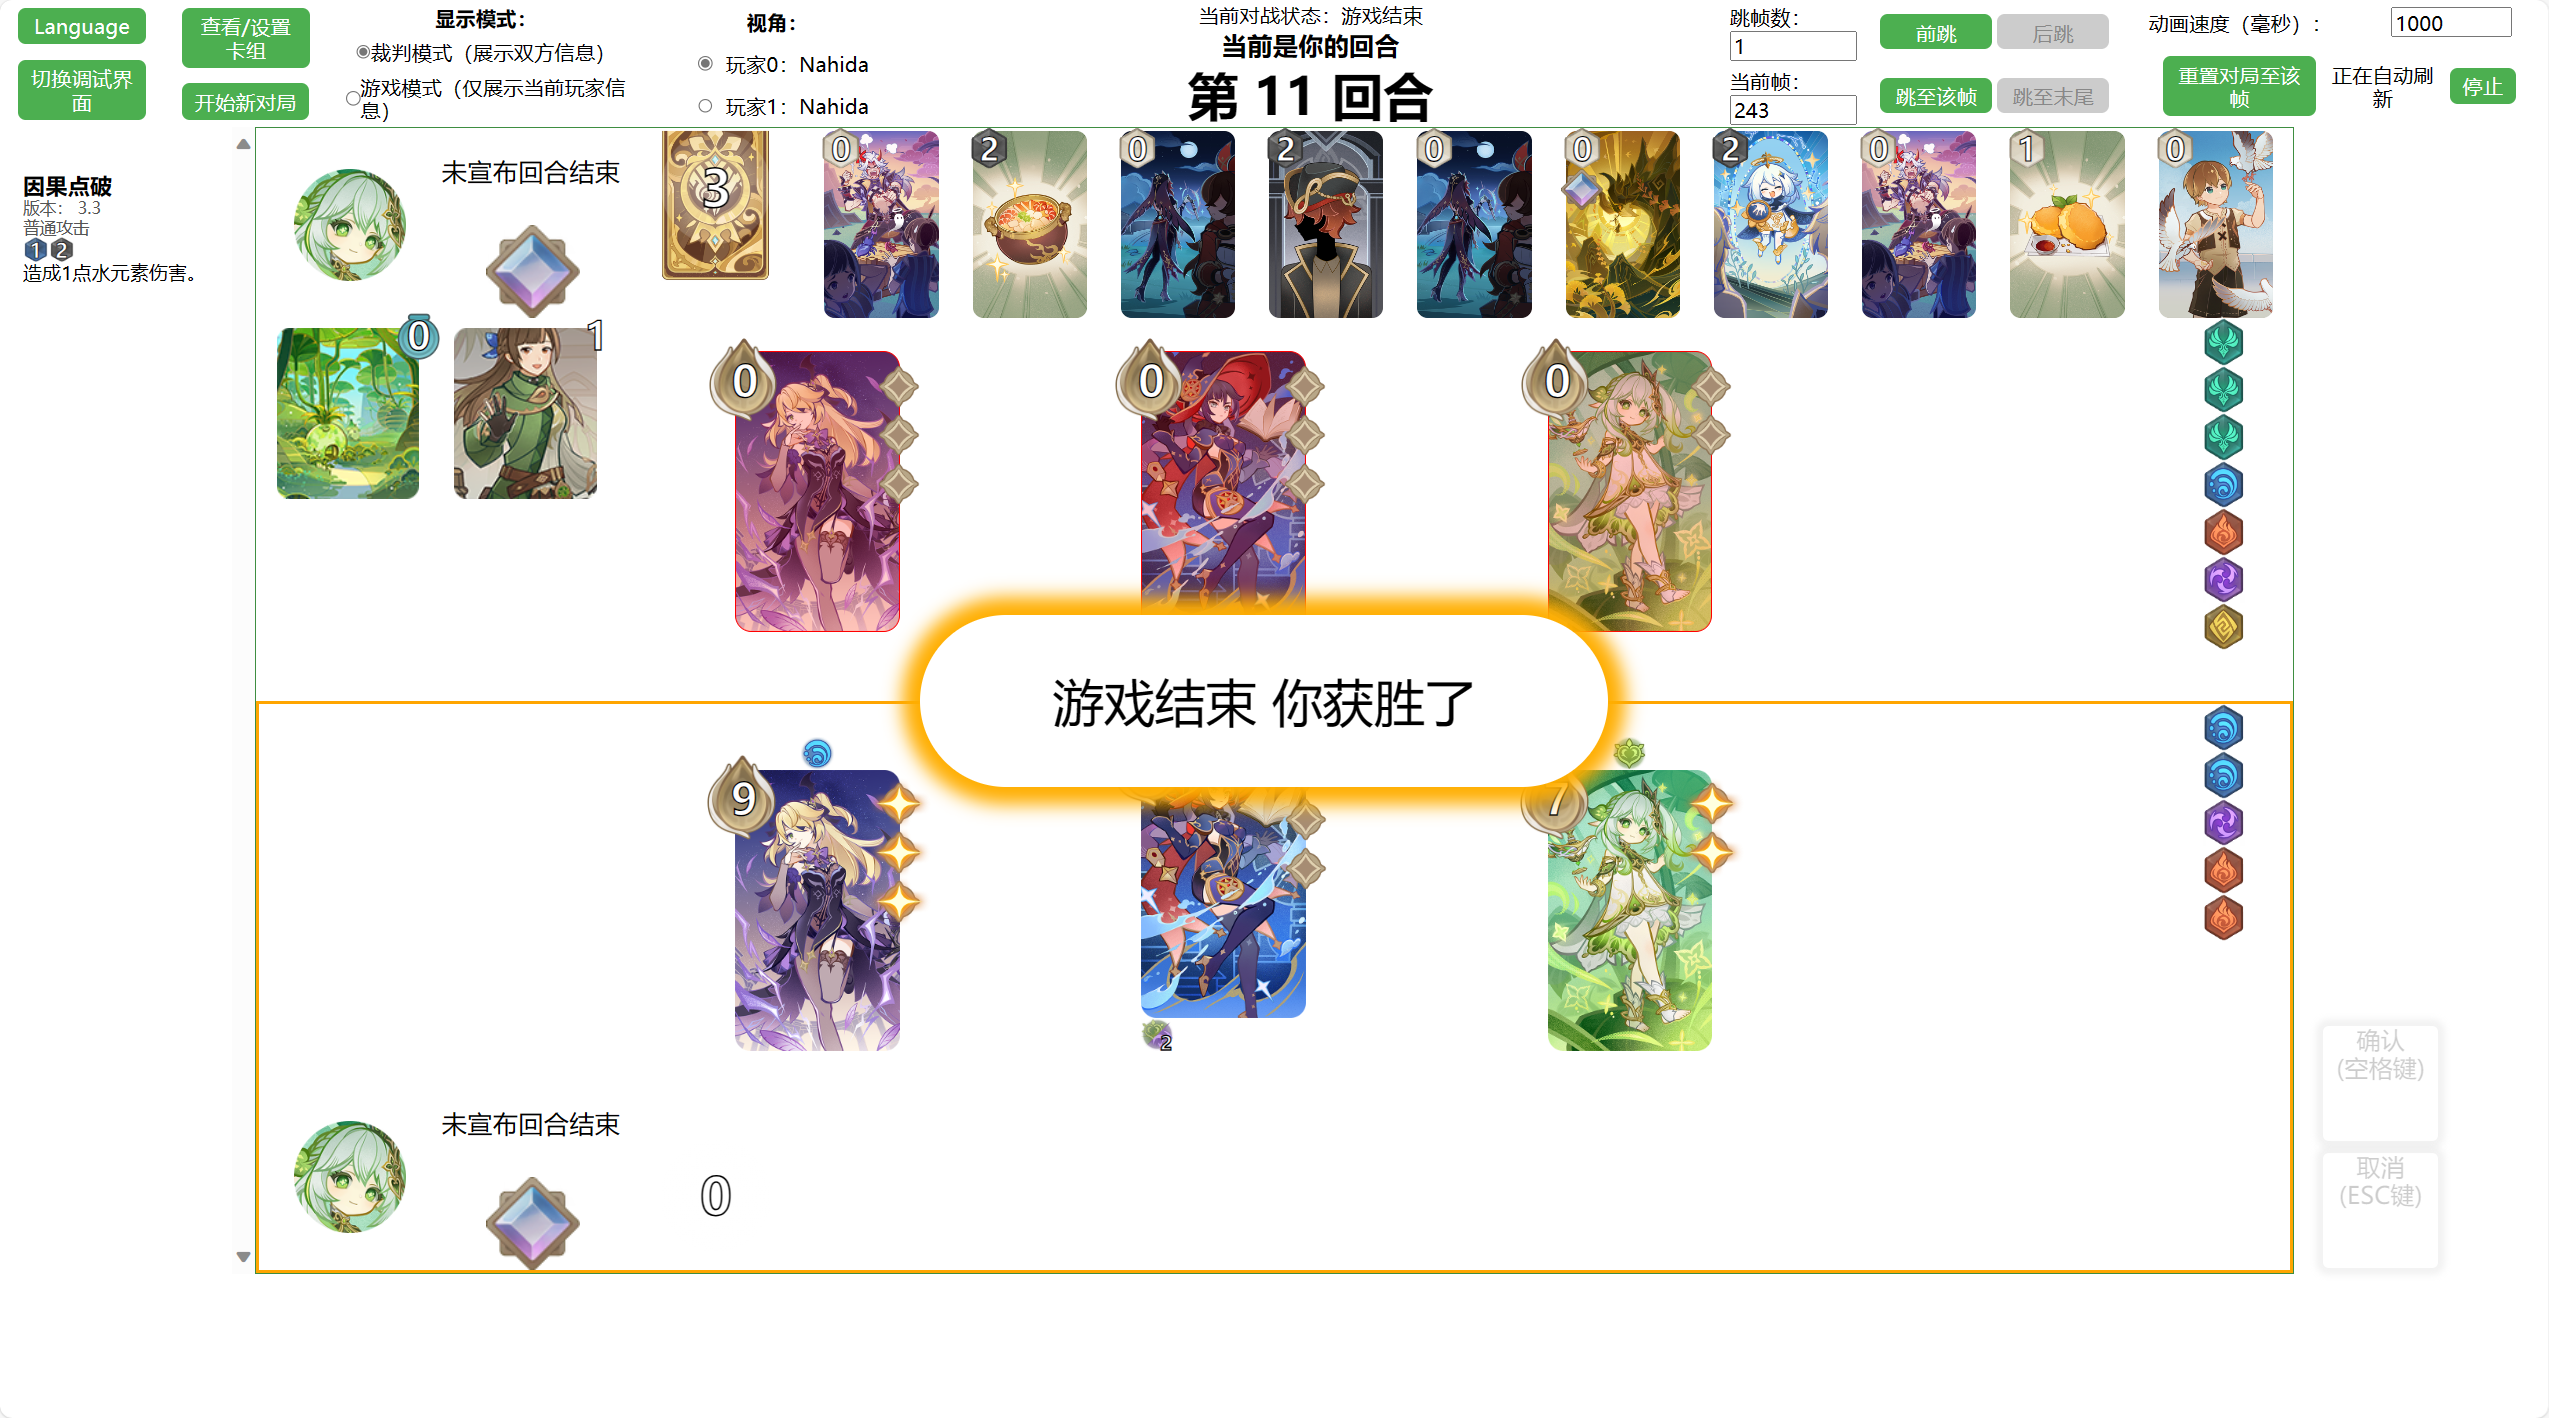 Language
查看/设置
卡组
切换调试界
面
开始新对局
显示模式：
裁判模式（展示双方信息）
游戏模式（仅展示当前玩家信
息）
视角：
玩家0： Nahida
玩家1： Nahida
当前对战状态：游戏结束
当前是你的回合
第 11 回合
跳帧数：
1
前跳
后跳
当前帧：
243
跳至该帧
跳至末尾
动画速度（毫秒）：
1000
重置对局至该
帧
正在自动刷
新
停止
因果点破
版本： 3.3
普通攻击
1 2
造成1点水元素伤害。
未宣布回合结束
3
0
2
0
2
0
0
2
0
1
0
0
1
0
0
0
游戏结束 你获胜了
9
7
2
未宣布回合结束
0
确认
(空格键)
取消
(ESC键)